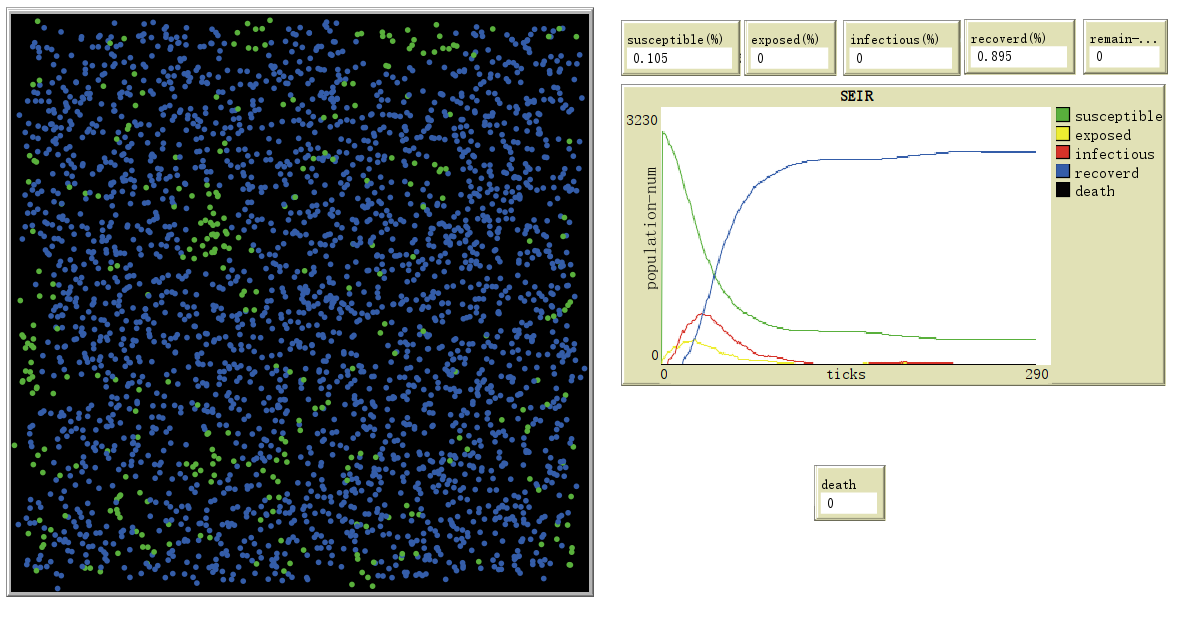 susceptible(%)
0.105
exposed(%)
0
infectious(%)
0
recoverd(%)
0.895
remain-...
0
SEIR
3230
population-num
0
0
ticks
290
susceptible
exposed
infectious
recoverd
death
death
0